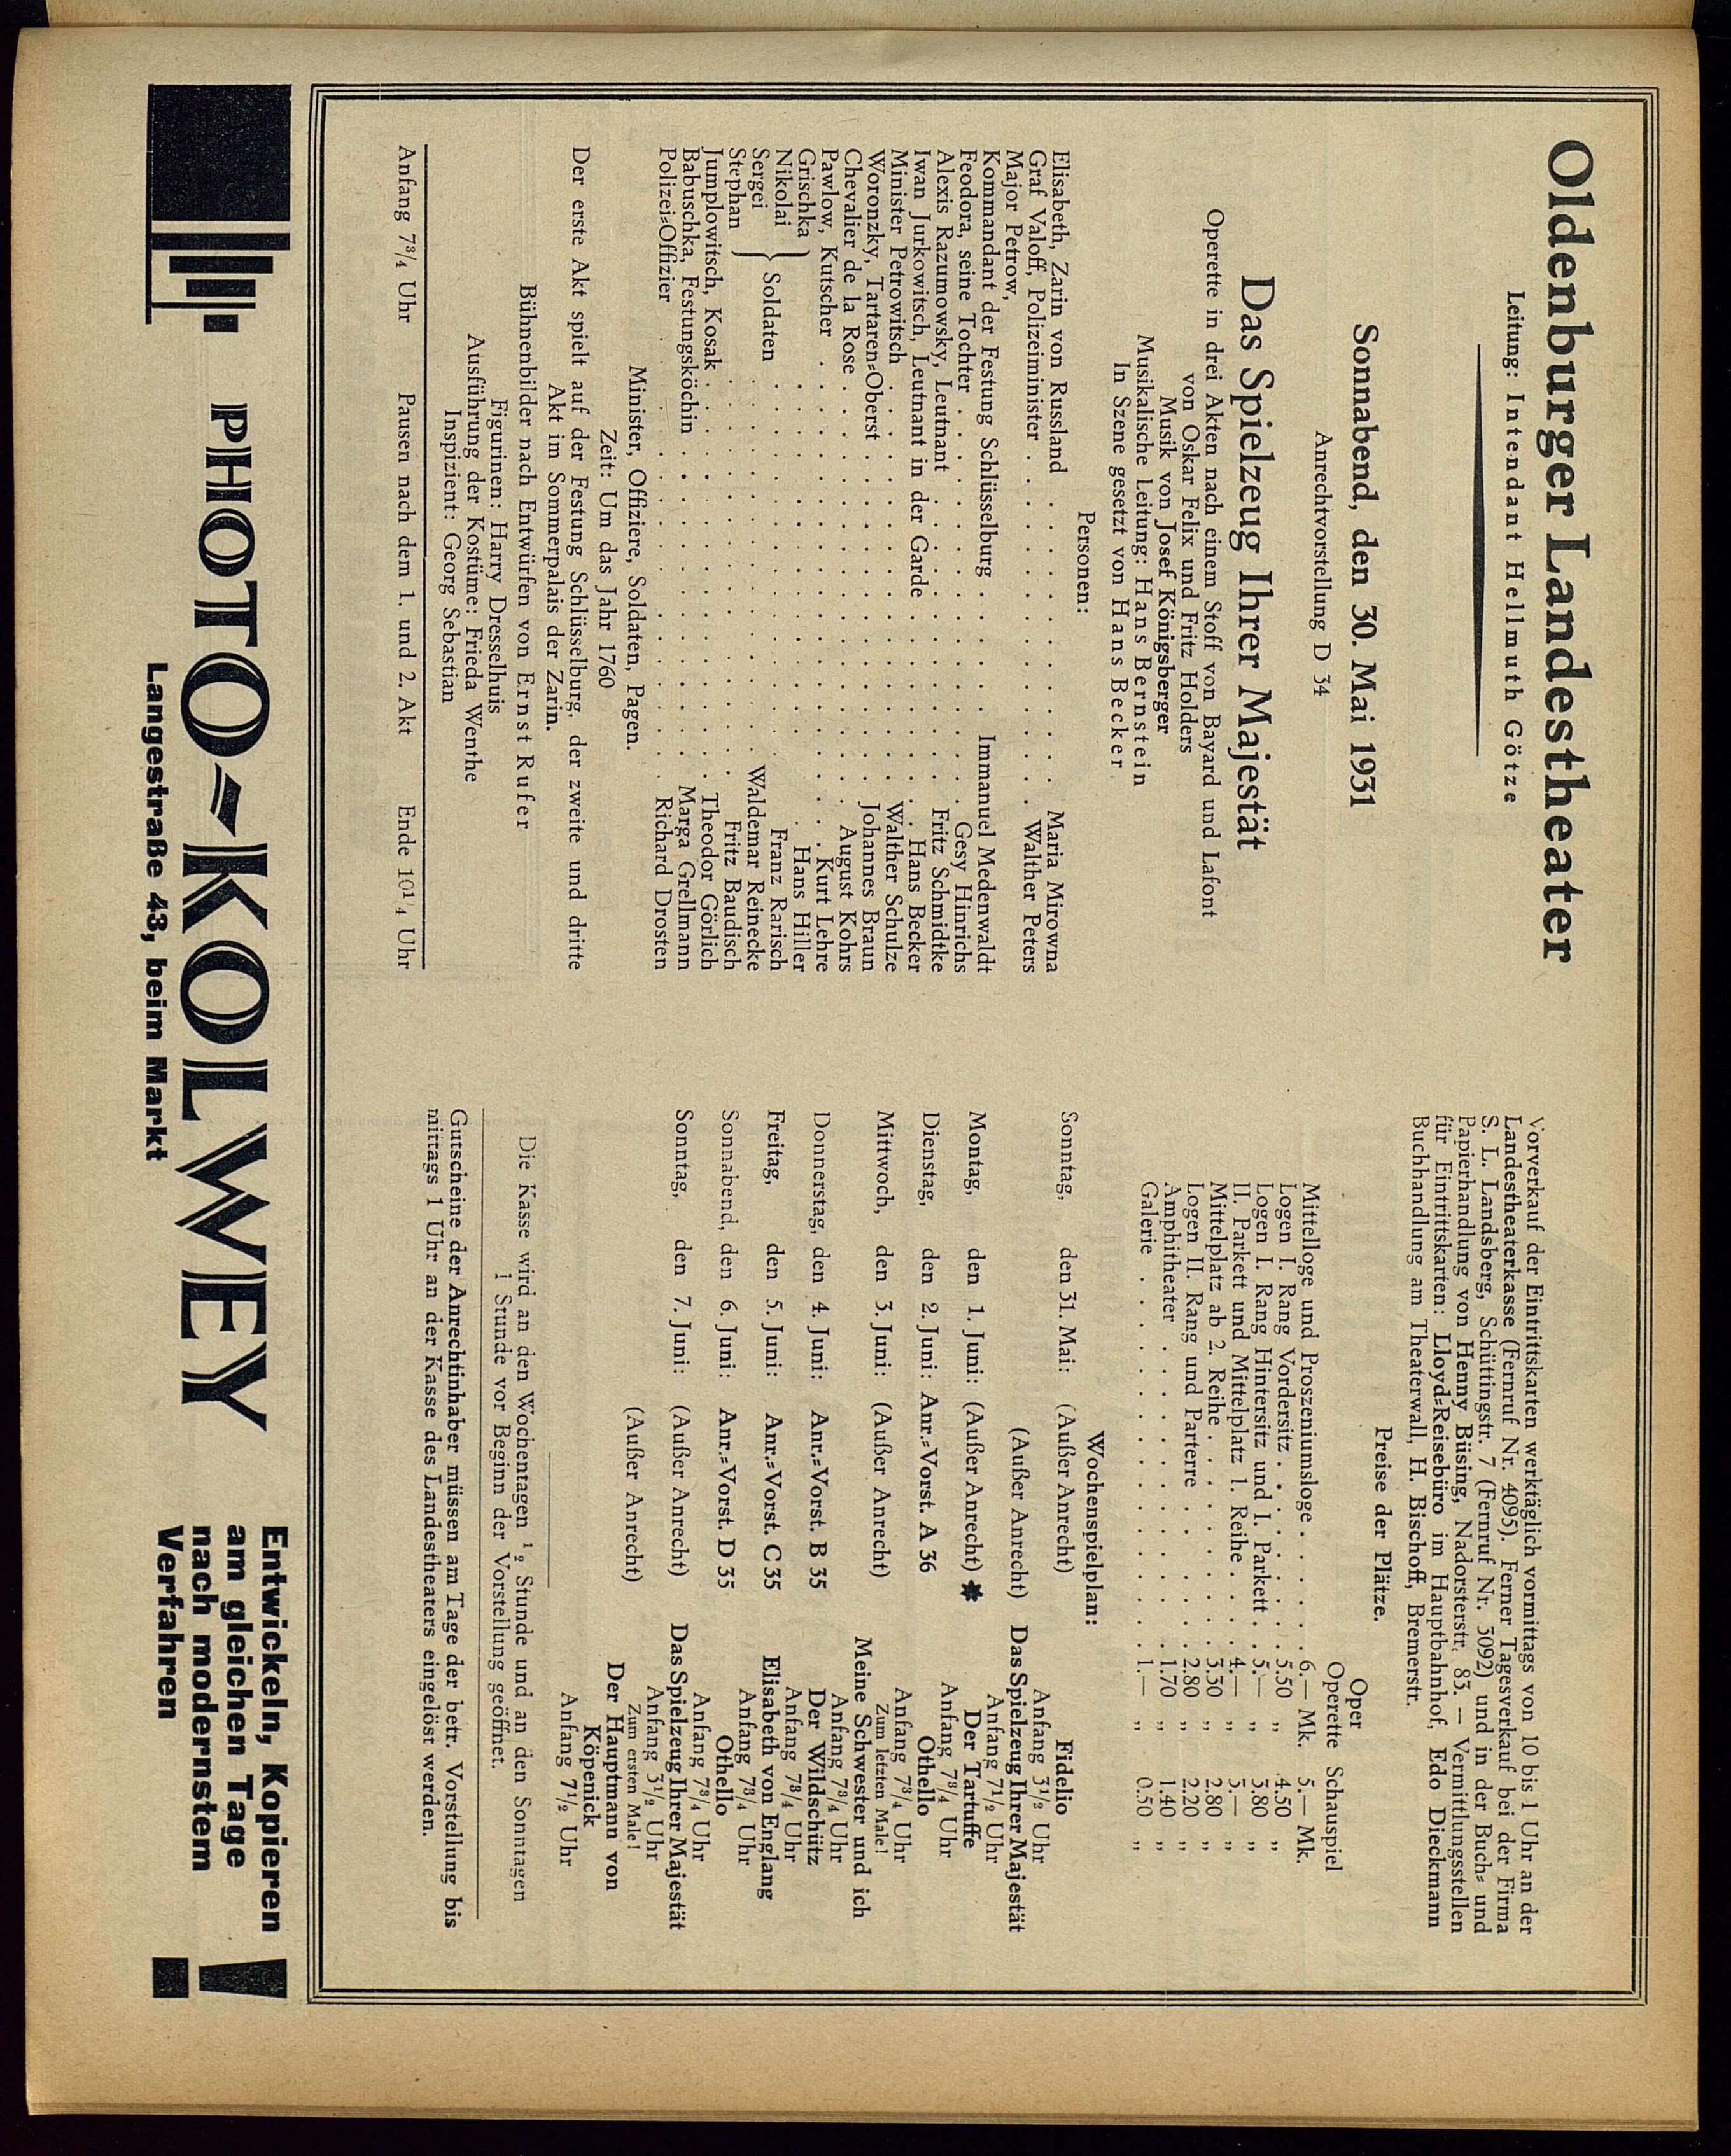 Oldenburger Landestheater
Leitung: Intendant Hellmuth Götze
Sonnabend, den 30. Mai 1931
Anrechtvorstellung D 34
Das Spielzeug Ihrer Majestät
Operette in drei Akten nach einem Stoff von Bayard und Lafont
von Oskar Felix und Fritz Holders
Musik von Josef Königsberger
Musikalische Leitung: Hans Bernstein
In Szene gesetzt von Hans Becker
Personen:
Elisabeth, Zarin von Russland . . . . . . . . . . Maria Mirowna
Graf Valoff, Polizeiminister . . . . . . . . . . Walther Peters
Major Petrow,
Kommandant der Festung Schlüsselburg . . . . . Immanuel Medenwaldt
Feodora, seine Tochter . . . . . . . . . . Gesy Hinrichs
Alexis Razumowsky, Leutnant . . . . . . . . . . Fritz Schmidtke
Iwan Jurkowitsch, Leutnant in der Garde . . . . . . . Hans Becker
Minister Petrowitsch . . . . . . . . . . Walther Schulze
Woronzky, Tartaren=Oberst . . . . . . . . . . Johannes Braun
Chevalier de la Rose . . . . . . . . . . August Kohrs
Pawlow, Kutscher . . . . . . . . . . Kurt Lehre
Grischka . . . . . . . . . . Hans Hiller
Nikolai } Soldaten . . . . . . . . . . Franz Rarisch
Sergei . . . . . . . . . . Waldemar Reinecke
Stephan . . . . . . . . . . Fritz Baudisch
Jumplowitsch, Kosak . . . . . . . . . . Theodor Görlich
Babuschka, Festungsköchin . . . . . . . . . . Marga Grellmann
Polizei=Offizier . . . . . . . . . . Richard Drosten
Minister, Offiziere, Soldaten, Pagen.
Zeit: Um das Jahr 1760
Der erste Akt spielt auf der Festung Schlüsselburg, der zweite und dritte
Akt im Sommerpalais der Zarin.
Bühnenbilder nach Entwürfen von Ernst Rufer
Figurinen: Harry Dresselhuis
Ausführung der Kostüme: Frieda Wenthe
Inspizient: Georg Sebastian
Anfang 7³/₄ Uhr Pausen nach dem 1. und 2. Akt Ende 10¹/₄ Uhr
Vorverkauf der Eintrittskarten werktäglich vormittags von 10 bis 1 Uhr an der
Landestheaterkasse (Fernruf Nr. 4095). Ferner Tagesverkauf bei der Firma
S. L. Landsberg, Schüttingstr. 7 (Fernruf Nr. 3092) und in der Buch= und
Papierhandlung von Henny Büsing, Nadorsterstr. 83. — Vermittlungsstellen
für Eintrittskarten: Lloyd=Reisebüro im Hauptbahnhof, Edo Dieckmann
Buchhandlung am Theaterwall, H. Bischoff, Bremerstr.
Preise der Plätze.
Oper
Operette Schauspiel
Mittelloge und Proszeniumsloge . . . . . . 6.— Mk. 5.— Mk.
Logen I. Rang Vordersitz . . . . . . . 5.50 „ 4.50 „
Logen I. Rang Hintersitz und I. Parkett . . 5.— „ 3.80 „
II. Parkett und Mittelplatz 1. Reihe . . . . 4.— „ 3.— „
Mittelplatz ab 2. Reihe . . . . . . . . 3.30 „ 2.80 „
Logen II. Rang und Parterre . . . . . . 2.80 „ 2.20 „
Amphitheater . . . . . . . . . . 1.70 „ 1.40 „
Galerie . . . . . . . . . . 1.— „ 0.50 „
Wochenspielplan:
Sonntag, den 31. Mai: (Außer Anrecht) Fidelio
Anfang 3¹/₂ Uhr
(Außer Anrecht) Das Spielzeug Ihrer Majestät
Anfang 7¹/₂ Uhr
Montag, den 1. Juni: (Außer Anrecht) ✱ Der Tartuffe
Anfang 7³/₄ Uhr
Dienstag, den 2. Juni: Anr.=Vorst. A 36 Othello
Anfang 7³/₄ Uhr
Zum letzten Male!
Mittwoch, den 3. Juni: (Außer Anrecht) Meine Schwester und ich
Anfang 7³/₄ Uhr
Donnerstag, den 4. Juni: Anr.=Vorst. B 35 Der Wildschütz
Anfang 7³/₄ Uhr
Freitag, den 5. Juni: Anr.=Vorst. C 35 Elisabeth von Englang
Anfang 7³/₄ Uhr
Sonnabend, den 6. Juni: Anr.=Vorst. D 35 Othello
Anfang 7³/₄ Uhr
Sonntag, den 7. Juni: (Außer Anrecht) Das Spielzeug Ihrer Majestät
Anfang 3¹/₂ Uhr
Zum ersten Male!
(Außer Anrecht) Der Hauptmann von
Köpenick
Anfang 7¹/₂ Uhr
Die Kasse wird an den Wochentagen ¹/₂ Stunde und an den Sonntagen
1 Stunde vor Beginn der Vorstellung geöffnet.
Gutscheine der Anrechtinhaber müssen am Tage der betr. Vorstellung bis
mittags 1 Uhr an der Kasse des Landestheaters eingelöst werden.
PHOTO-KOLWEY
Langestraße 43, beim Markt
Entwickeln, Kopieren
am gleichen Tage
nach modernstem
Verfahren !